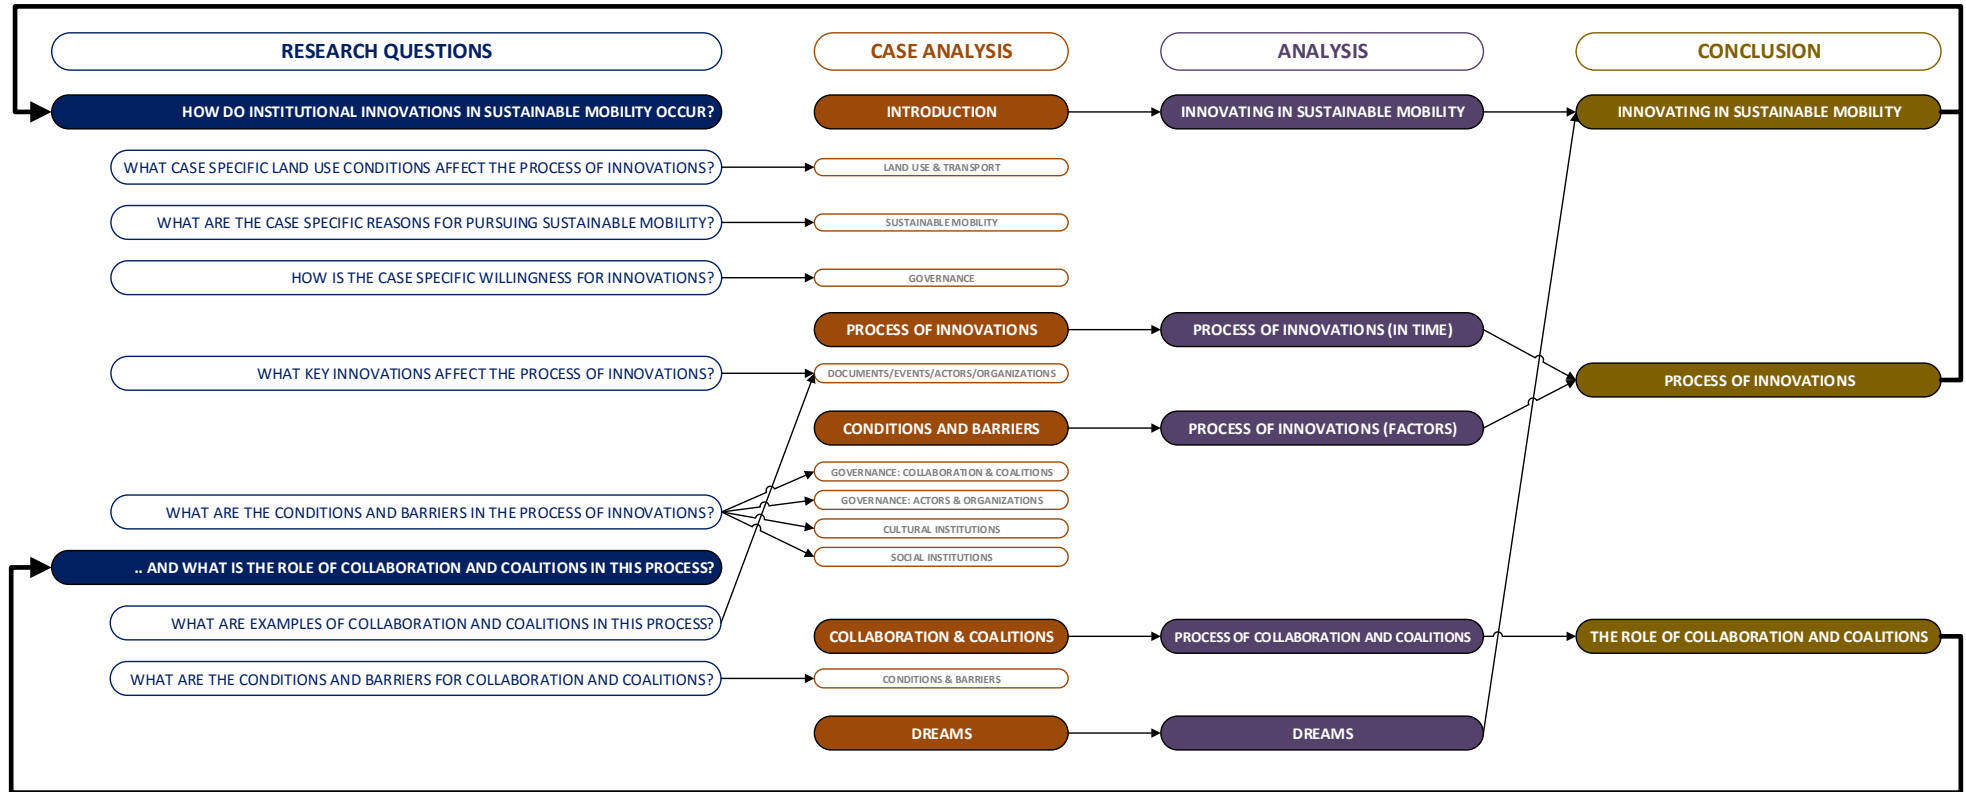 RESEARCH QUESTIONS
CASE ANALYSIS
ANALYSIS
CONCLUSION
HOW DO INSTITUTIONAL INNOVATIONS IN SUSTAINABLE MOBILITY OCCUR?
INTRODUCTION
INNOVATING IN SUSTAINABLE MOBILITY
INNOVATING IN SUSTAINABLE MOBILITY
WHAT CASE SPECIFIC LAND USE CONDITIONS AFFECT THE PROCESS OF INNOVATIONS?
LAND USE & TRANSPORT
WHAT ARE THE CASE SPECIFIC REASONS FOR PURSUING SUSTAINABLE MOBILITY?
SUSTAINABLE MOBILITY
HOW IS THE CASE SPECIFIC WILLINGNESS FOR INNOVATIONS?
GOVERNANCE
PROCESS OF INNOVATIONS
PROCESS OF INNOVATIONS (IN TIME)
WHAT KEY INNOVATIONS AFFECT THE PROCESS OF INNOVATIONS?
DOCUMENTS/EVENTS/ACTORS/ORGANIZATIONS
PROCESS OF INNOVATIONS
CONDITIONS AND BARRIERS
PROCESS OF INNOVATIONS (FACTORS)
GOVERNANCE: COLLABORATION & COALITIONS
GOVERNANCE: ACTORS & ORGANIZATIONS
WHAT ARE THE CONDITIONS AND BARRIERS IN THE PROCESS OF INNOVATIONS?
CULTURAL INSTITUTIONS
SOCIAL INSTITUTIONS
.. AND WHAT IS THE ROLE OF COLLABORATION AND COALITIONS IN THIS PROCESS?
WHAT ARE EXAMPLES OF COLLABORATION AND COALITIONS IN THIS PROCESS?
COLLABORATION & COALITIONS
PROCESS OF COLLABORATION AND COALITIONS
THE ROLE OF COLLABORATION AND COALITIONS
WHAT ARE THE CONDITIONS AND BARRIERS FOR COLLABORATION AND COALITIONS?
CONDITIONS & BARRIERS
DREAMS
DREAMS